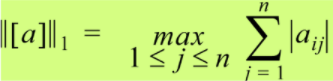 ‖[a]‖₁ = max 1 ≤ j ≤ n ∑ⁿ j = 1 |aᵢⱼ|